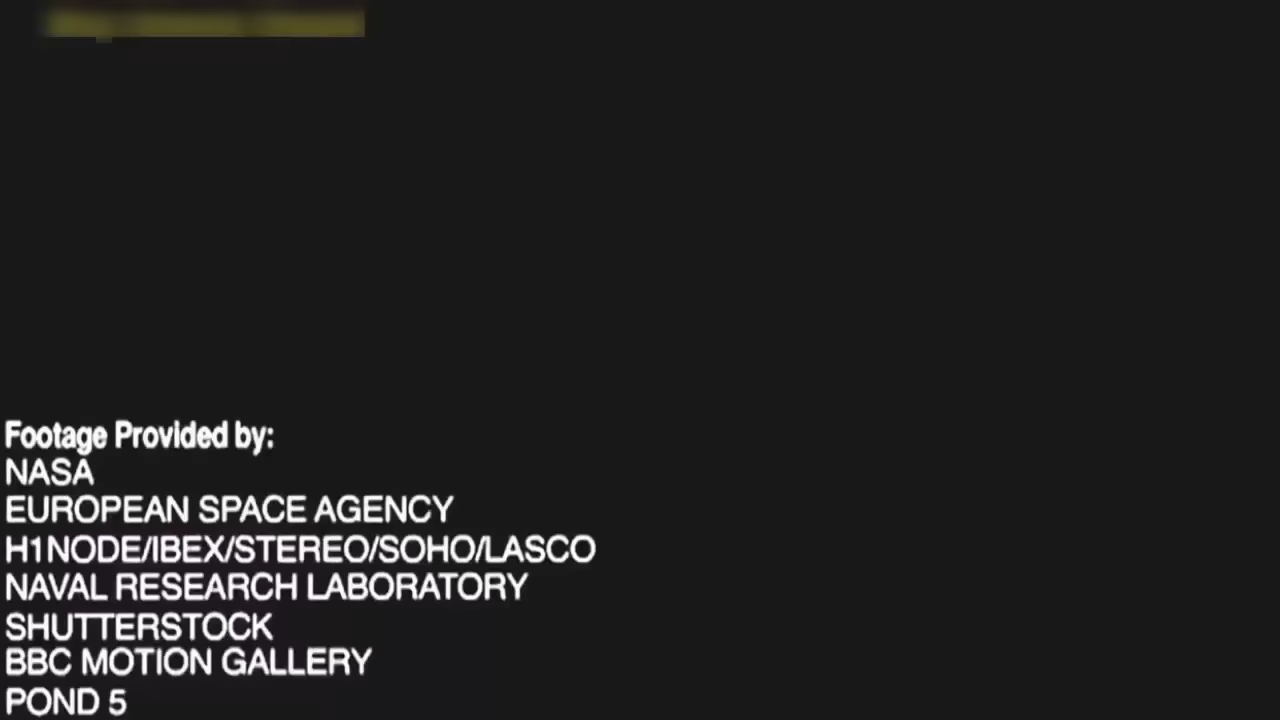 Footage Provided by:
NASA
EUROPEAN SPACE AGENCY
H1NODE/IBEX/STEREO/SOHO/LASCO
NAVAL RESEARCH LABORATORY
SHUTTERSTOCK
BBC MOTION GALLERY
POND 5